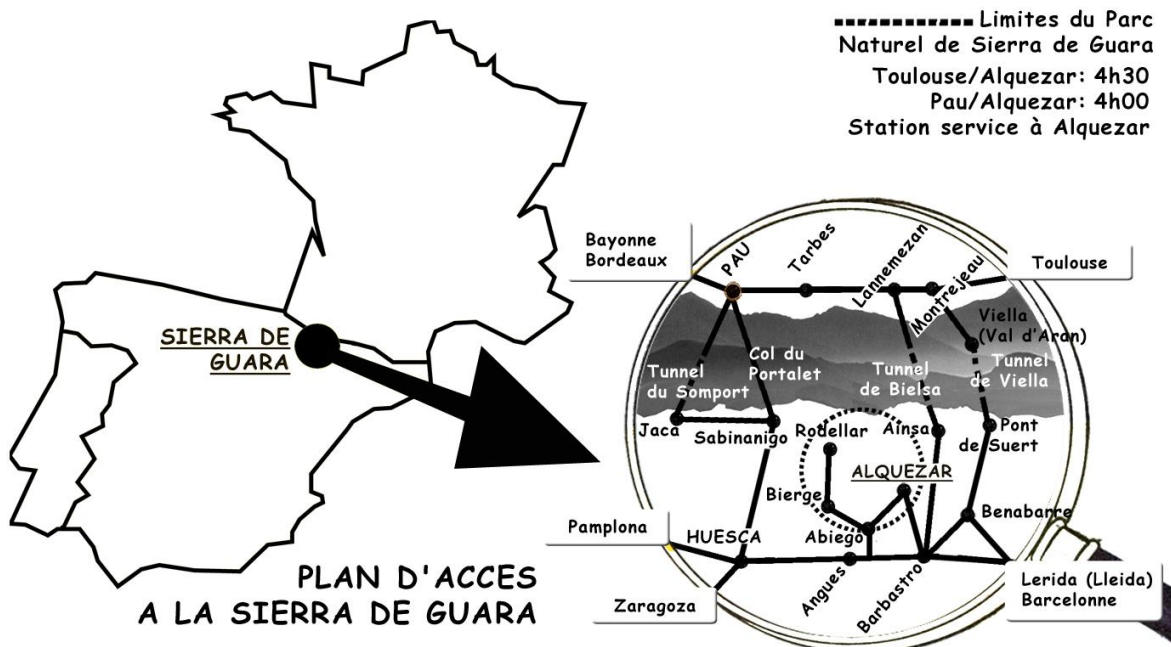 Limites du Parc
Naturel de Sierra de Guara
Toulouse/Alquezar: 4h30
Pau/Alquezar: 4h00
Station service à Alquezar
SIERRA DE
GUARA
PLAN D'ACCES
A LA SIERRA DE GUARA
Bayonne
Bordeaux
PAU
Tarbes
Lannemezan
Montrejeau
Toulouse
Viella
(Val d'Aran)
Tunnel
du Somport
Col du
Portalet
Tunnel
de Bielsa
Tunnel
de Viella
Jaca
Sabinanigo
Rodellar
Aïnsa
Pont
de Suert
ALQUEZAR
Bierge
Benabarre
Pamplona
HUESCA
Abiego
Zaragoza
Angues
Barbastro
Lerida (Lleida)
Barcelonne